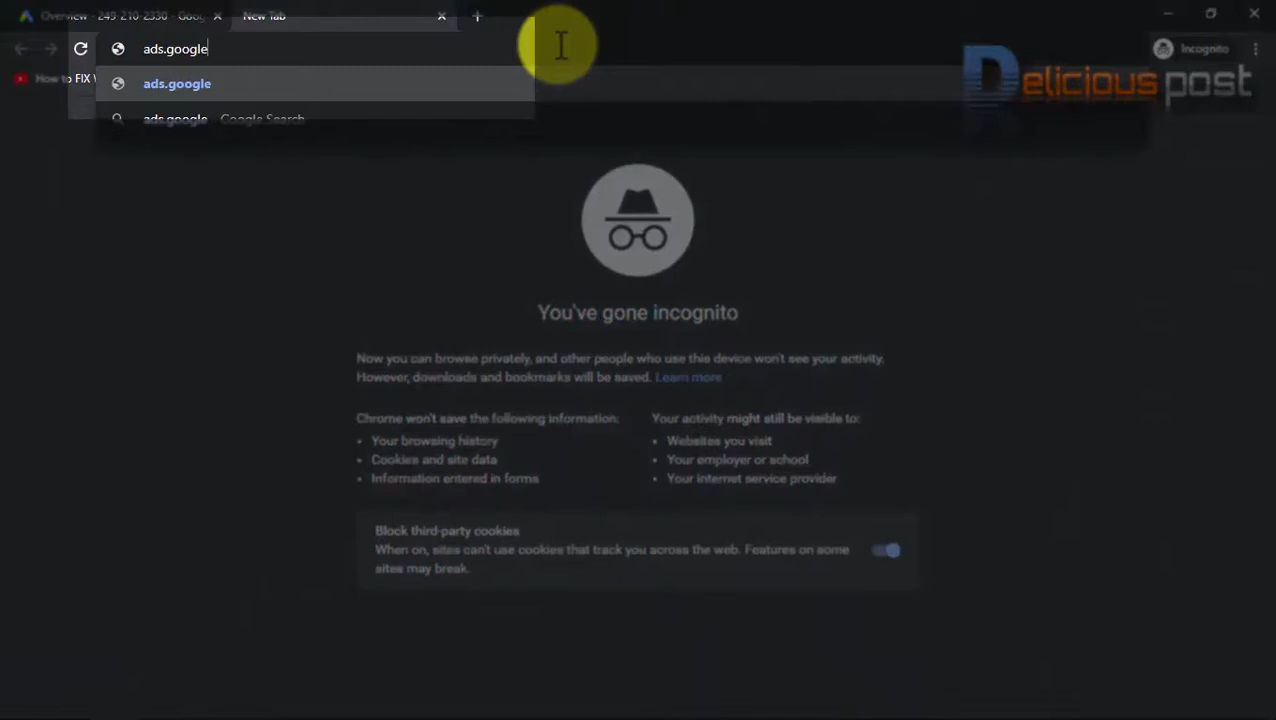 Overview - 249-210-2330 - Goog
New Tab
ads.google
Incognito
How to FIX
ads.google
ads.google - Google Search
Delicious post
You've gone incognito
Now you can browse privately, and other people who use this device won't see your activity.
However, downloads and bookmarks will be saved. Learn more
Chrome won't save the following information:
• Your browsing history
• Cookies and site data
• Information entered in forms
Your activity might still be visible to:
• Websites you visit
• Your employer or school
• Your internet service provider
Block third-party cookies
When on, sites can't use cookies that track you across the web. Features on some
sites may break.